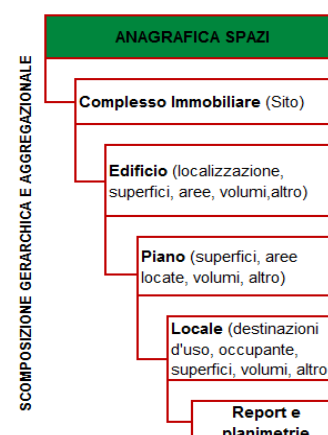 ANAGRAFICA SPAZI
SCOMPOSIZIONE GERARCHICA E AGGREGAZIONALE
Complesso Immobiliare (Sito)
Edificio (localizzazione,
superfici, aree, volumi,altro)
Piano (superfici, aree
locate, volumi, altro)
Locale (destinazioni
d'uso, occupante,
superfici, volumi, altro
Report e
planimetrie